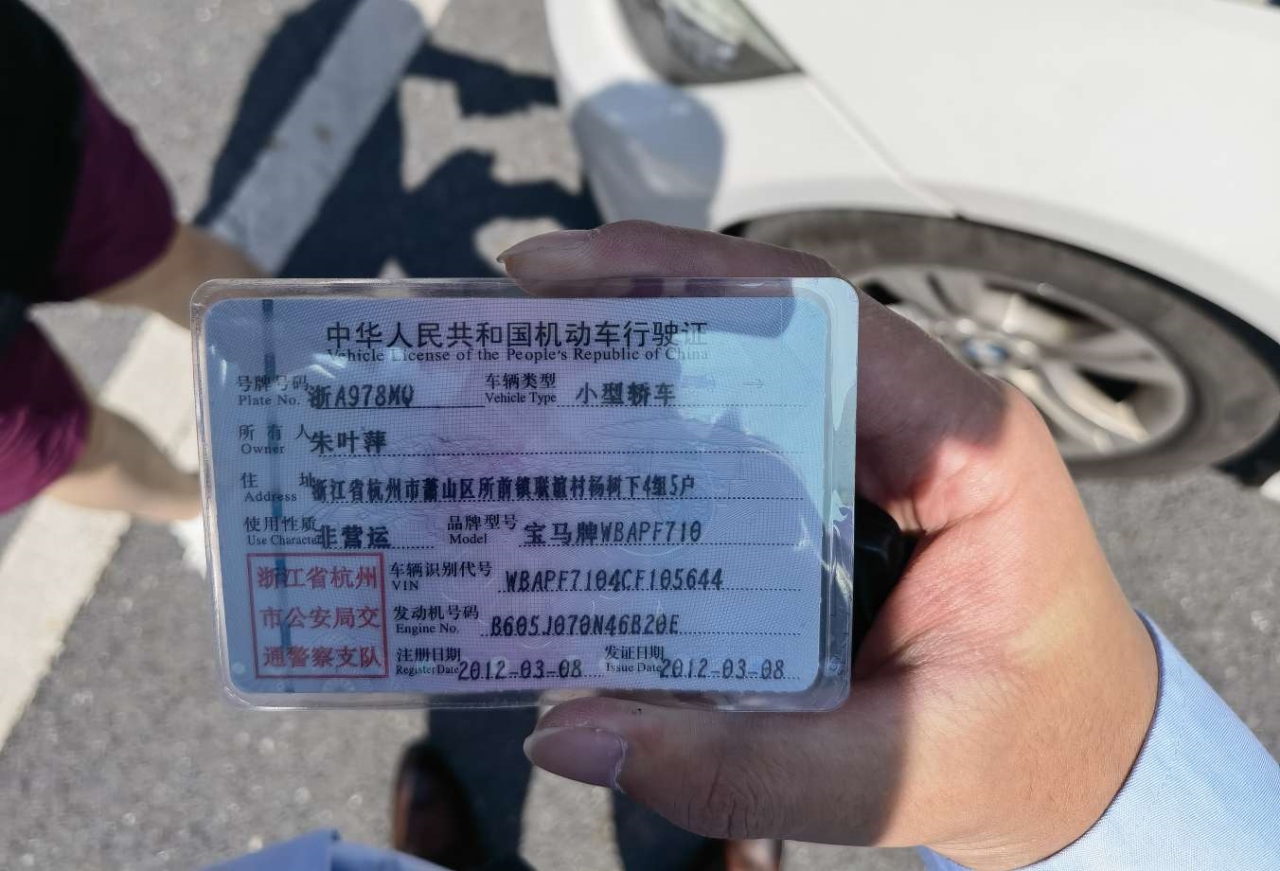 中华人民共和国机动车行驶证
Vehicle License of the People's Republic of China
号牌号码 浙A978MQ 车辆类型 小型轿车
Plate No. Vehicle Type
所有人 朱叶萍
Owner
住址 浙江省杭州市萧山区所前镇联谊村杨树下4组5户
Address
使用性质 非营运 品牌型号 宝马牌WBAPF710
Use Character Model
浙江省杭州 车辆识别代号 WBAPF7104CF105644
VIN
市公安局交 发动机号码 B605J070N46B20E
Engine No.
通警察支队 注册日期 2012-03-08 发证日期 2012-03-08
Register Date Issue Date